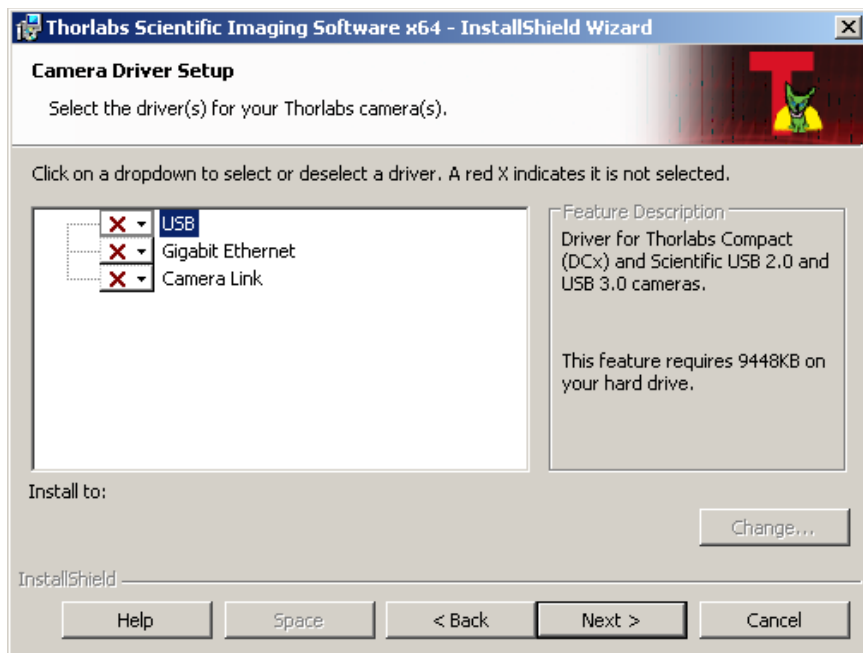 Thorlabs Scientific Imaging Software x64 - InstallShield Wizard
Camera Driver Setup
Select the driver(s) for your Thorlabs camera(s).
Click on a dropdown to select or deselect a driver. A red X indicates it is not selected.
USB
Gigabit Ethernet
Camera Link
Feature Description
Driver for Thorlabs Compact
(DCx) and Scientific USB 2.0 and
USB 3.0 cameras.
This feature requires 9448KB on
your hard drive.
Install to:
Change...
InstallShield
Help
Space
< Back
Next >
Cancel